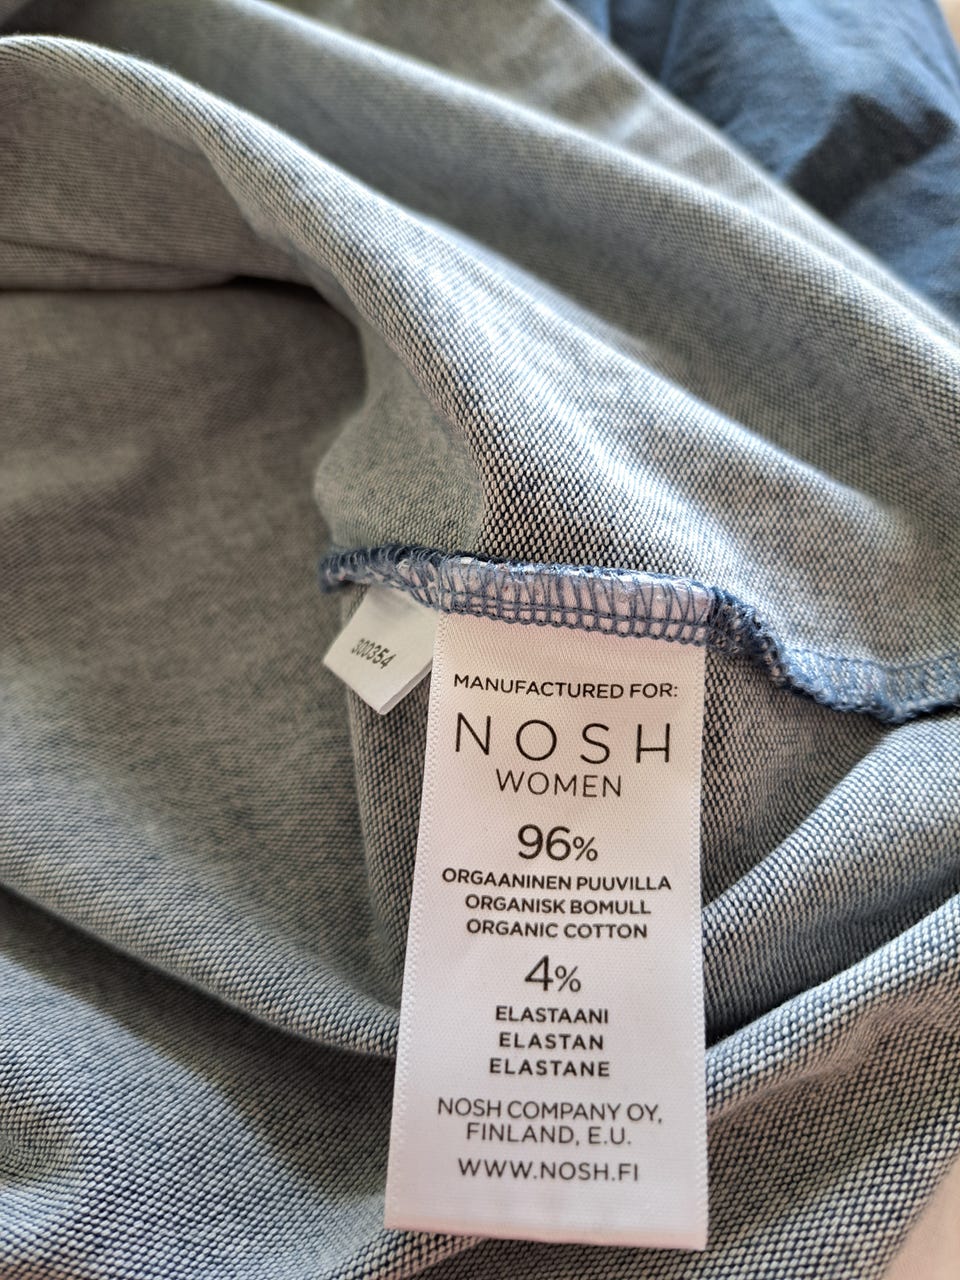 300354
MANUFACTURED FOR:
NOSH
WOMEN
96%
ORGAANINEN PUUVILLA
ORGANISK BOMULL
ORGANIC COTTON
4%
ELASTAANI
ELASTAN
ELASTANE
NOSH COMPANY OY,
FINLAND, E.U.
WWW.NOSH.FI